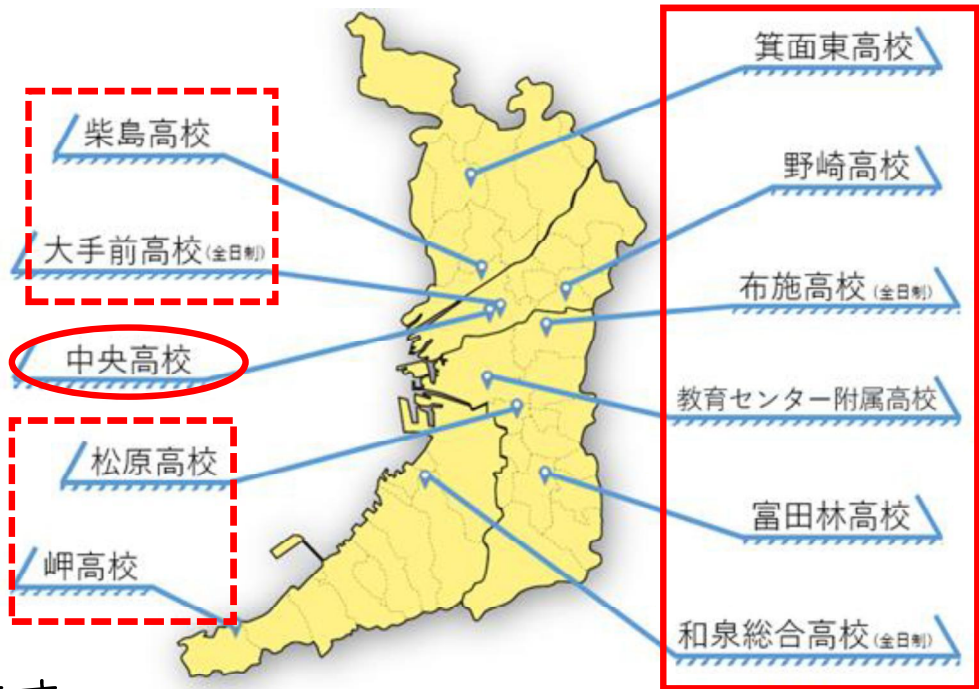 柴島高校
大手前高校(全日制)
中央高校
松原高校
岬高校
箕面東高校
野崎高校
布施高校(全日制)
教育センター附属高校
富田林高校
和泉総合高校(全日制)